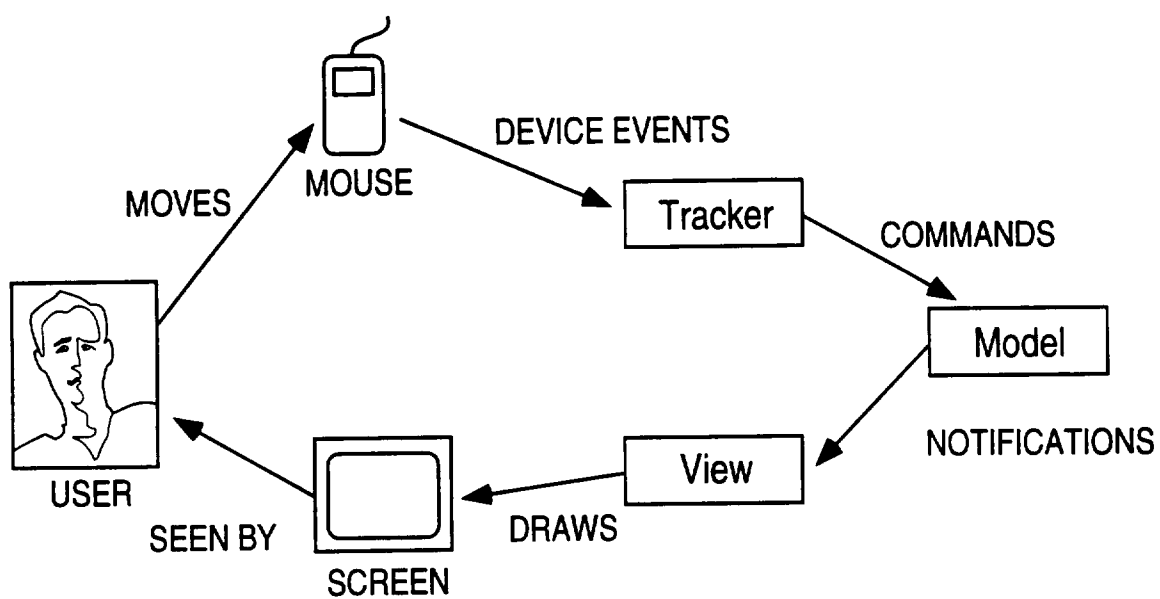 DEVICE EVENTS
MOUSE
MOVES
Tracker
COMMANDS
Model
NOTIFICATIONS
View
USER
DRAWS
SEEN BY
SCREEN